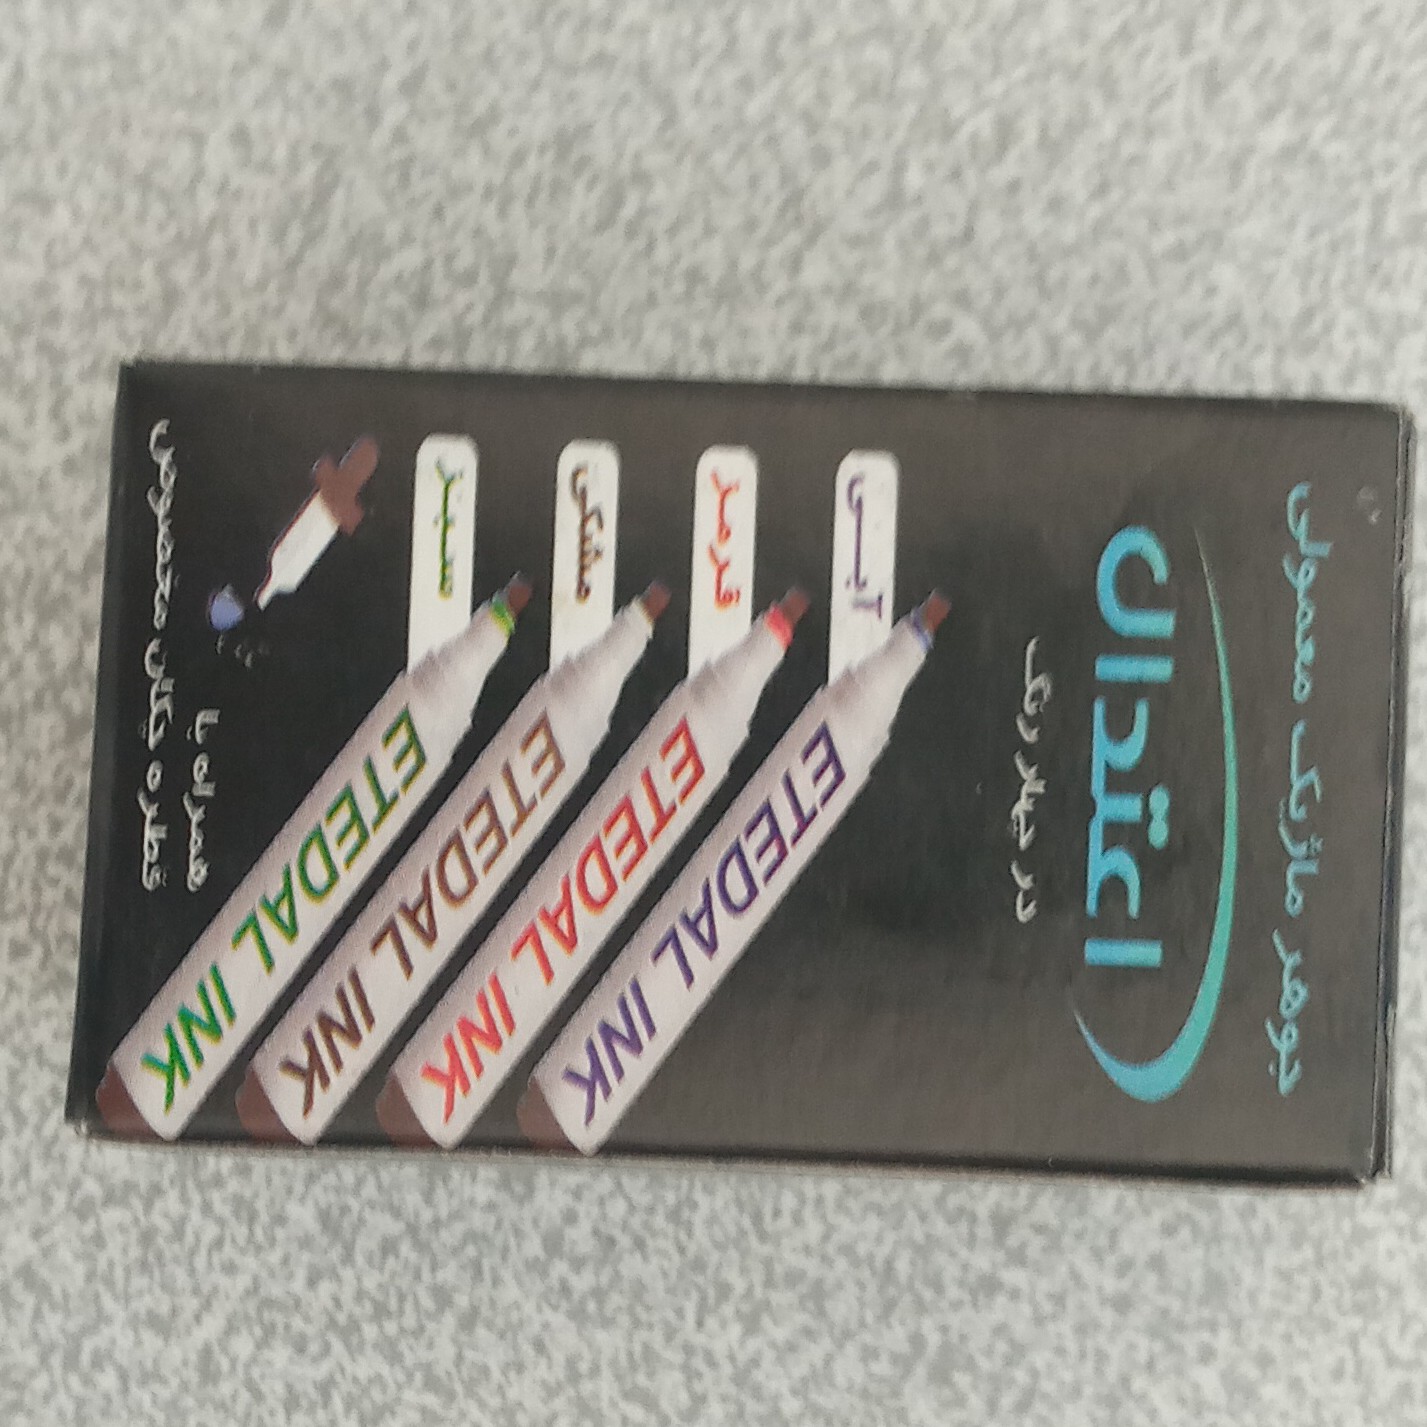 جوهر ماژیک معمولی
اعتدال
در چهار رنگ
آبی
ETEDAL INK
قرمز
ETEDAL INK
مشکی
ETEDAL INK
سبز
ETEDAL INK
همراه با
قطره چکان مخصوص